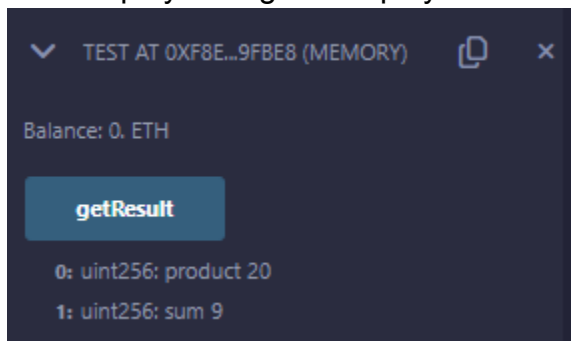 TEST AT 0XF8E...9FBE8 (MEMORY)
Balance: 0. ETH
getResult
0: uint256: product 20
1: uint256: sum 9